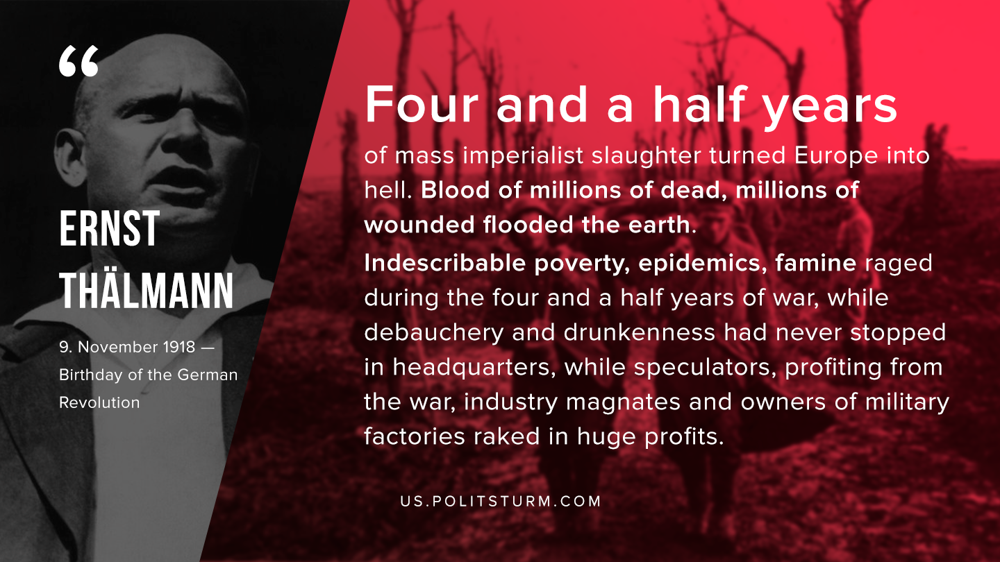 “
ERNST
THÄLMANN
9. November 1918 —
Birthday of the German
Revolution
Four and a half years
of mass imperialist slaughter turned Europe into
hell. Blood of millions of dead, millions of
wounded flooded the earth.
Indescribable poverty, epidemics, famine raged
during the four and a half years of war, while
debauchery and drunkenness had never stopped
in headquarters, while speculators, profiting from
the war, industry magnates and owners of military
factories raked in huge profits.
US.POLITSTURM.COM